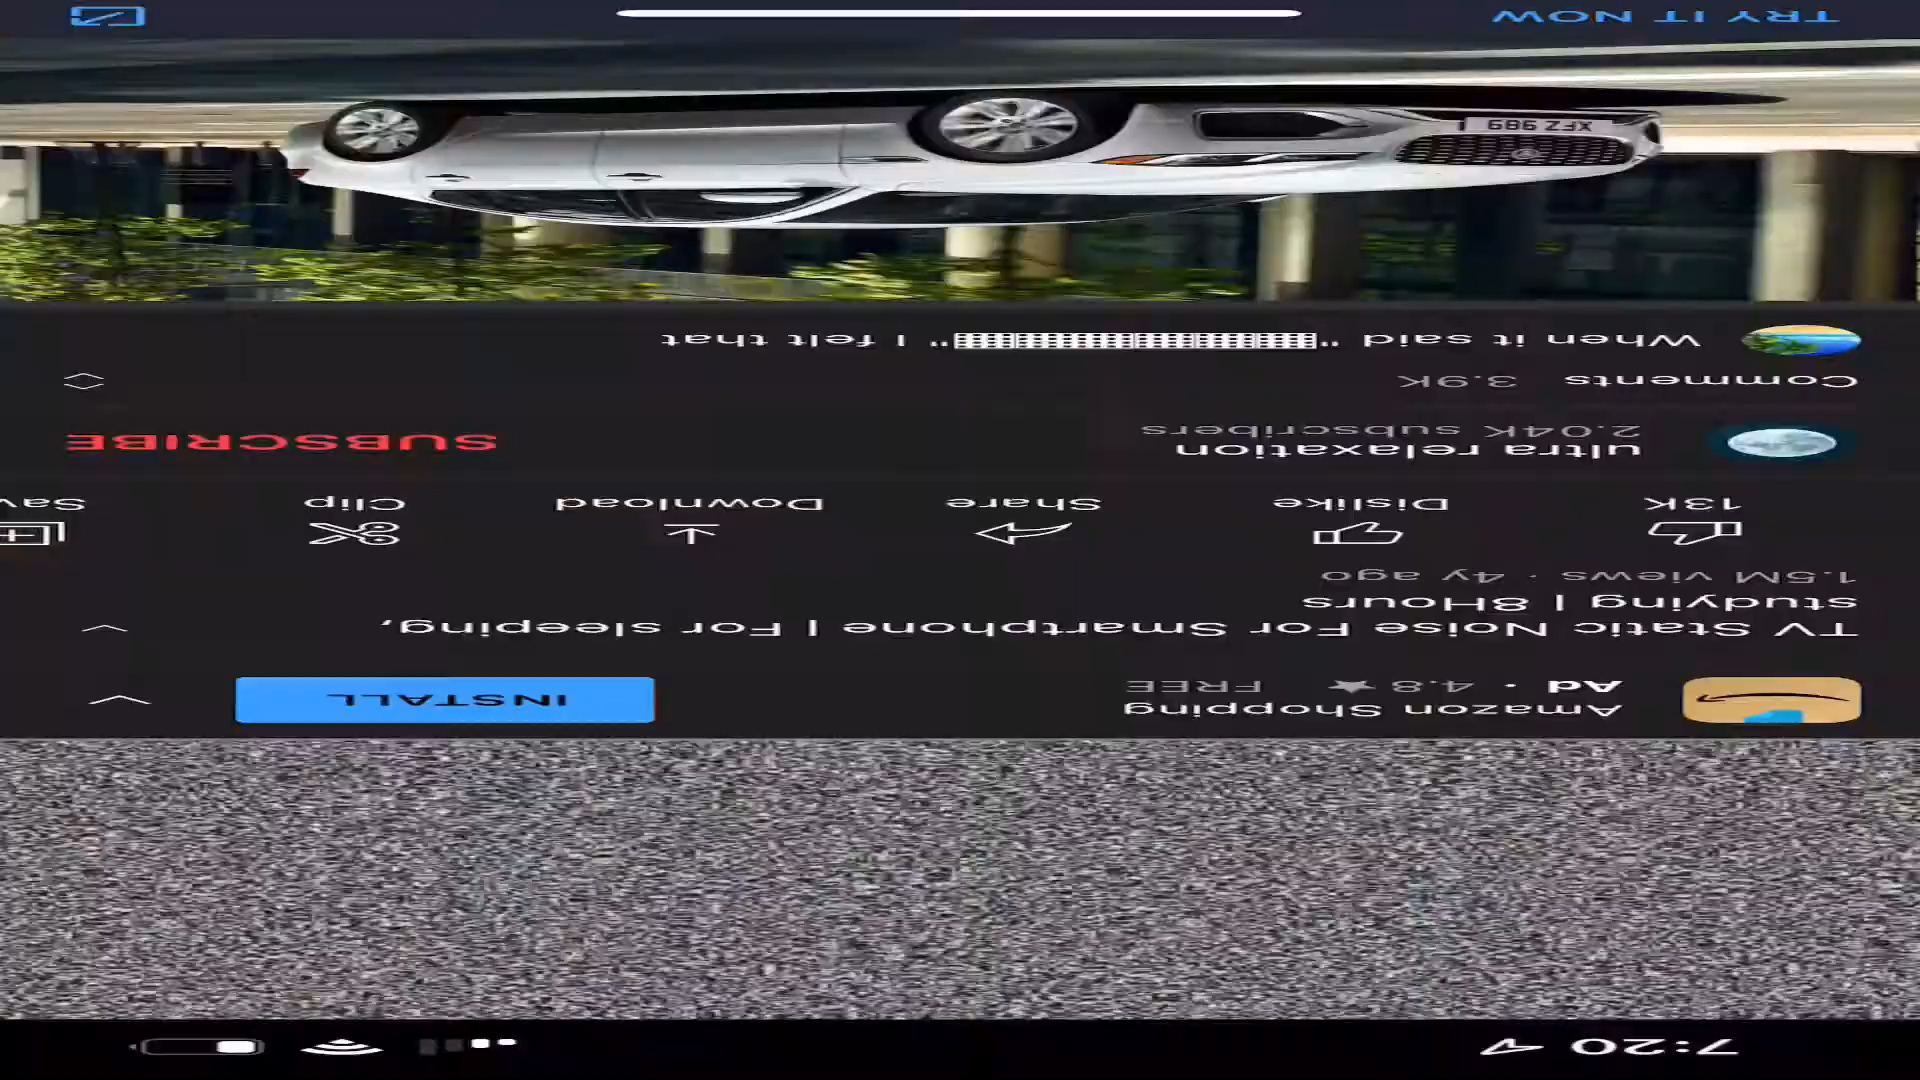 7:20
Amazon Shopping
Ad · 4.8 ★ FREE
INSTALL
TV Static Noise For Smartphone | For sleeping,
studying | 8Hours
1.5M views · 4y ago
13K
Dislike
Share
Download
Clip
Sav
ultra relaxation
2.04K subscribers
SUBSCRIBE
Comments 3.9K
When it said "▦▦▦▦▦▦▦▦▦▦▦▦" I felt that
XFZ 989
TRY IT NOW